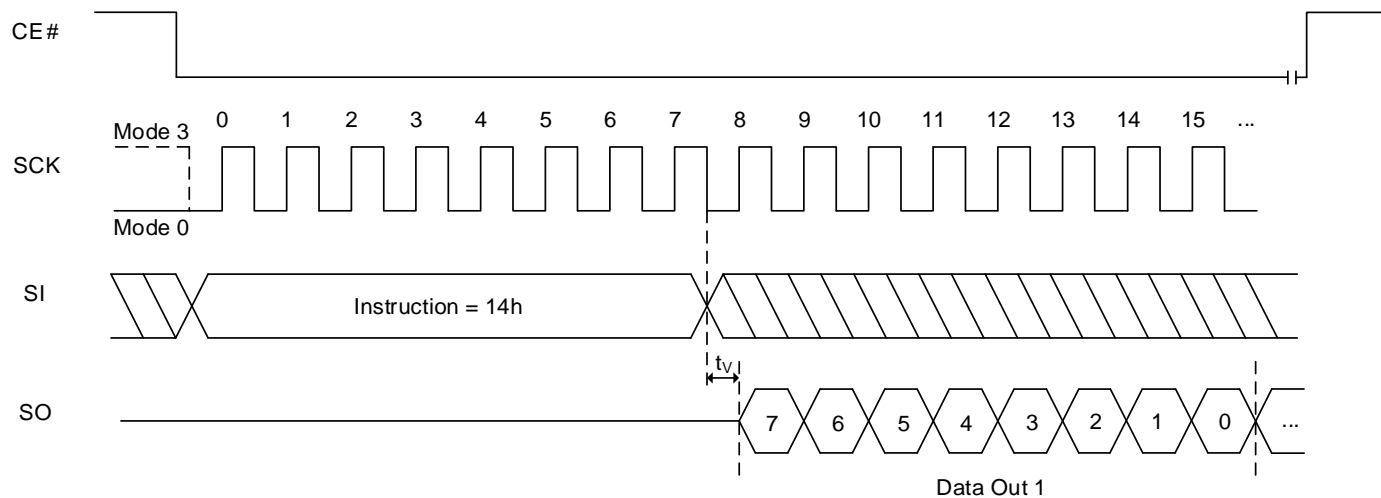 CE#
0 1 2 3 4 5 6 7 8 9 10 11 12 13 14 15 ...
Mode 3
SCK
Mode 0
SI
Instruction = 14h
tV
SO
7 6 5 4 3 2 1 0 ...
Data Out 1